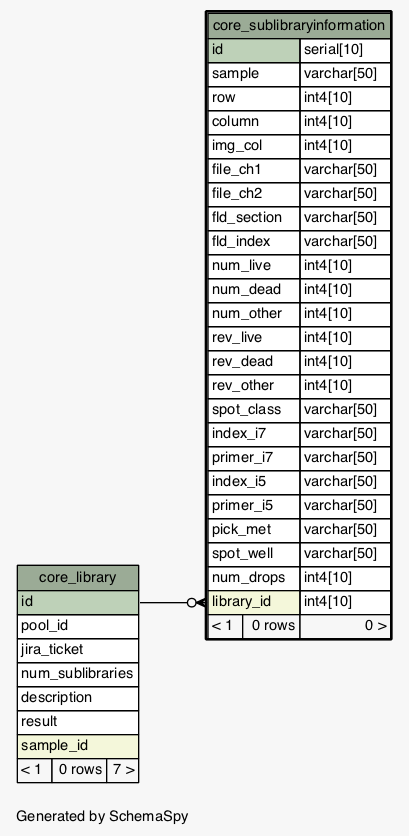 core_sublibraryinformation
id serial[10]
sample varchar[50]
row int4[10]
column int4[10]
img_col int4[10]
file_ch1 varchar[50]
file_ch2 varchar[50]
fld_section varchar[50]
fld_index varchar[50]
num_live int4[10]
num_dead int4[10]
num_other int4[10]
rev_live int4[10]
rev_dead int4[10]
rev_other int4[10]
spot_class varchar[50]
index_i7 varchar[50]
primer_i7 varchar[50]
index_i5 varchar[50]
primer_i5 varchar[50]
pick_met varchar[50]
spot_well varchar[50]
num_drops int4[10]
library_id int4[10]
< 1 0 rows 0 >
core_library
id
pool_id
jira_ticket
num_sublibraries
description
result
sample_id
< 1 0 rows 7 >
Generated by SchemaSpy